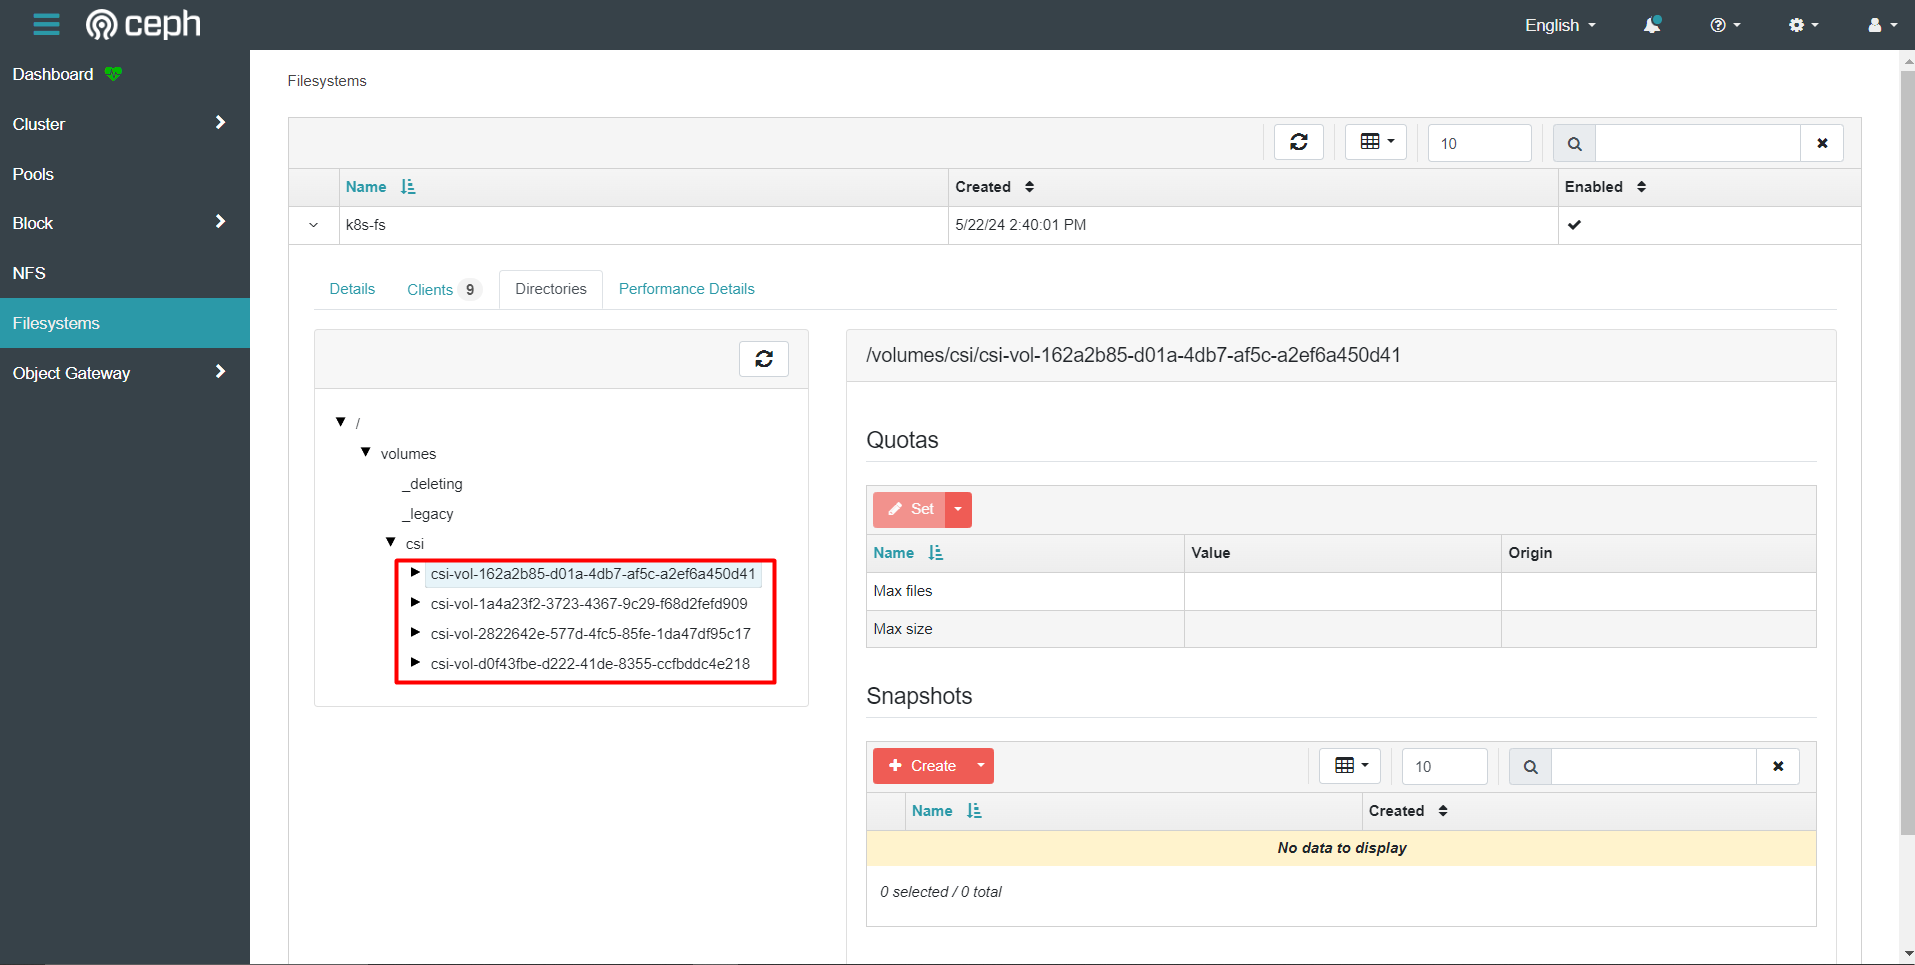 ceph
English
Dashboard
Cluster
Pools
Block
NFS
Filesystems
Object Gateway
Filesystems
10
Name Created Enabled
k8s-fs 5/22/24 2:40:01 PM
Details Clients 9 Directories Performance Details
/
volumes
_deleting
_legacy
csi
csi-vol-162a2b85-d01a-4db7-af5c-a2ef6a450d41
csi-vol-1a4a23f2-3723-4367-9c29-f68d2fefd909
csi-vol-2822642e-577d-4fc5-85fe-1da47df95c17
csi-vol-d0f43fbe-d222-41de-8355-ccfbddc4e218
/volumes/csi/csi-vol-162a2b85-d01a-4db7-af5c-a2ef6a450d41
Quotas
Set
Name Value Origin
Max files
Max size
Snapshots
Create 10
Name Created
No data to display
0 selected / 0 total